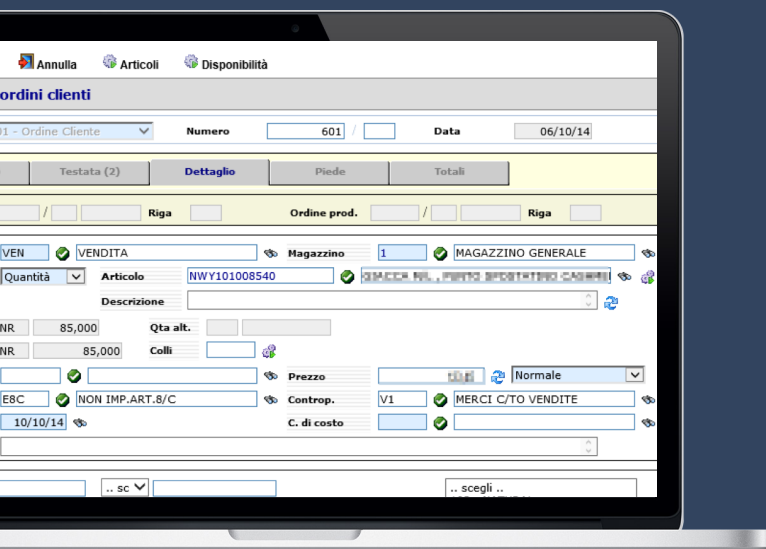 Annulla Articoli Disponibilità
ordini clienti
01 - Ordine Cliente Numero 601 / Data 06/10/14
Testata (2) Dettaglio Piede Totali
/ Riga Ordine prod. / Riga
VEN VENDITA Magazzino 1 MAGAZZINO GENERALE
Quantità Articolo NWY101008540
Descrizione
NR 85,000 Qta alt.
NR 85,000 Colli
Prezzo Normale
E8C NON IMP.ART.8/C Controp. V1 MERCI C/TO VENDITE
10/10/14 C. di costo
.. sc .. scegli ..